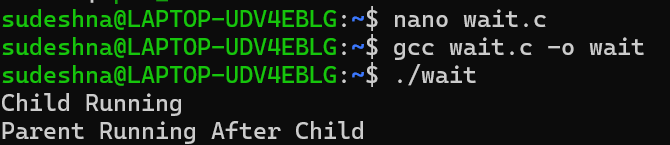 sudeshna@LAPTOP-UDV4EBLG:~$ nano wait.c
sudeshna@LAPTOP-UDV4EBLG:~$ gcc wait.c -o wait
sudeshna@LAPTOP-UDV4EBLG:~$ ./wait
Child Running
Parent Running After Child